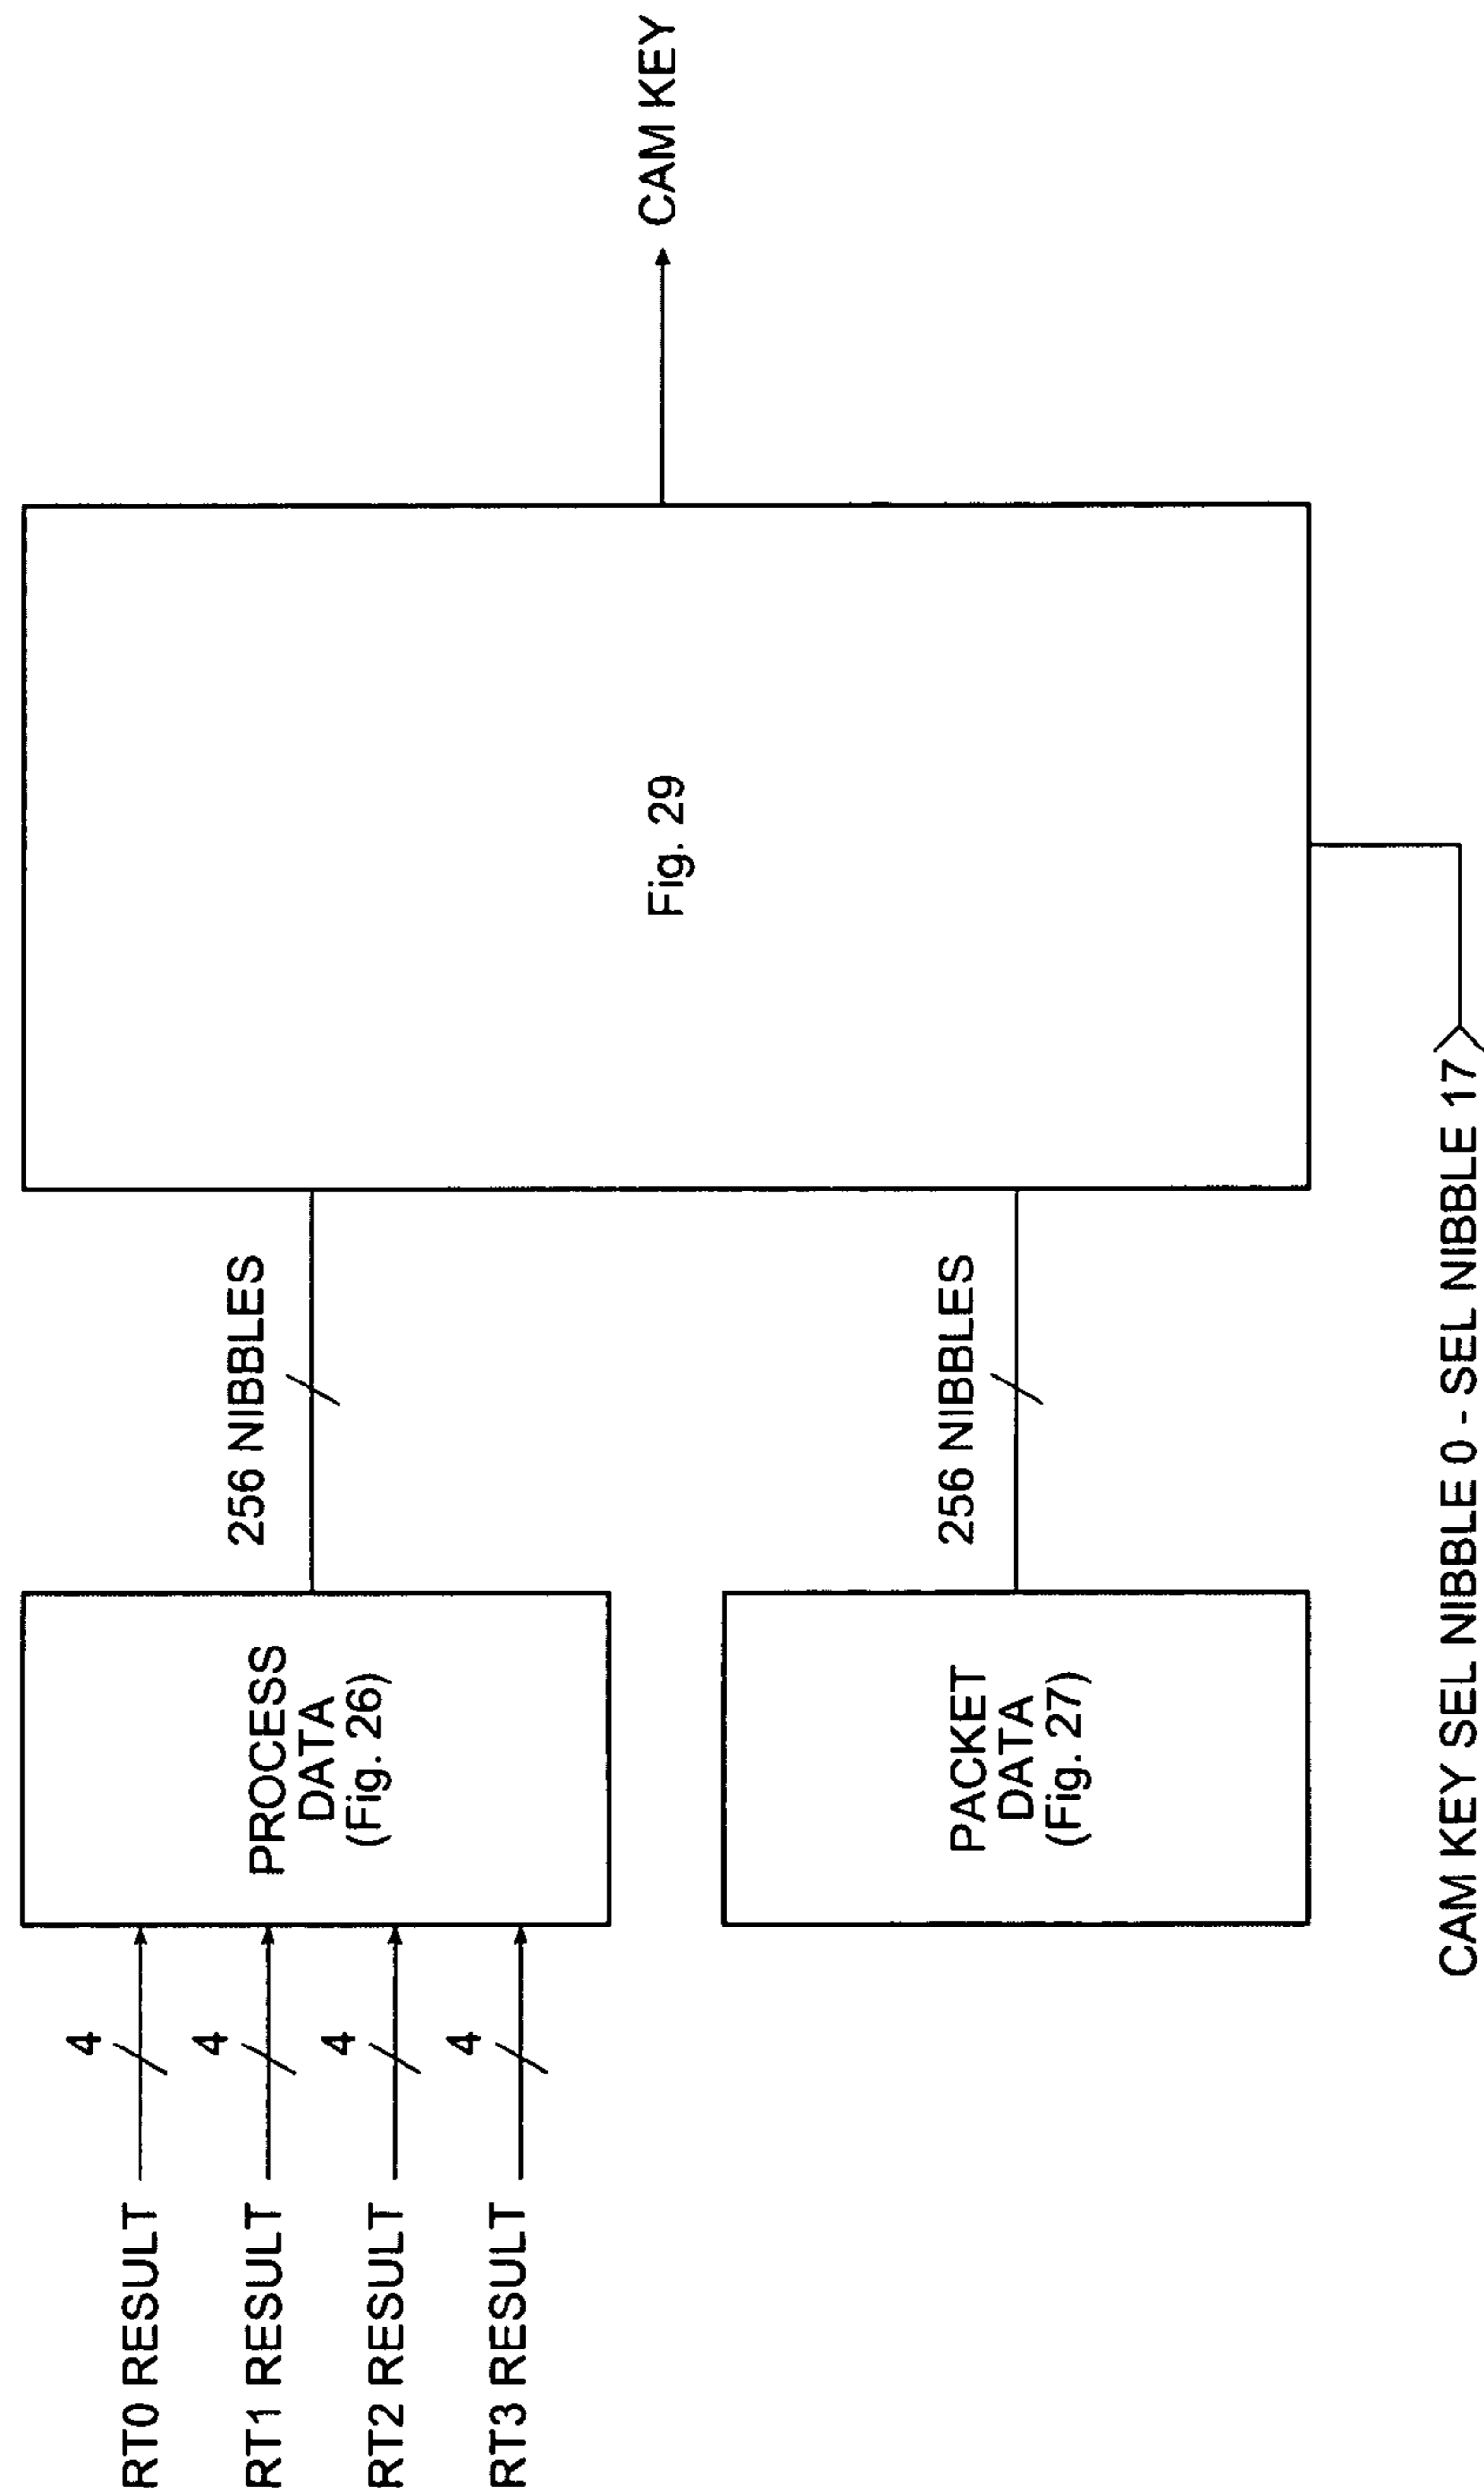 RT0 RESULT
4
RT1 RESULT
4
RT2 RESULT
4
RT3 RESULT
4
PROCESS
DATA
(Fig. 26)
256 NIBBLES
PACKET
DATA
(Fig. 27)
256 NIBBLES
Fig. 29
CAM KEY
CAM KEY SEL NIBBLE 0 - SEL NIBBLE 17